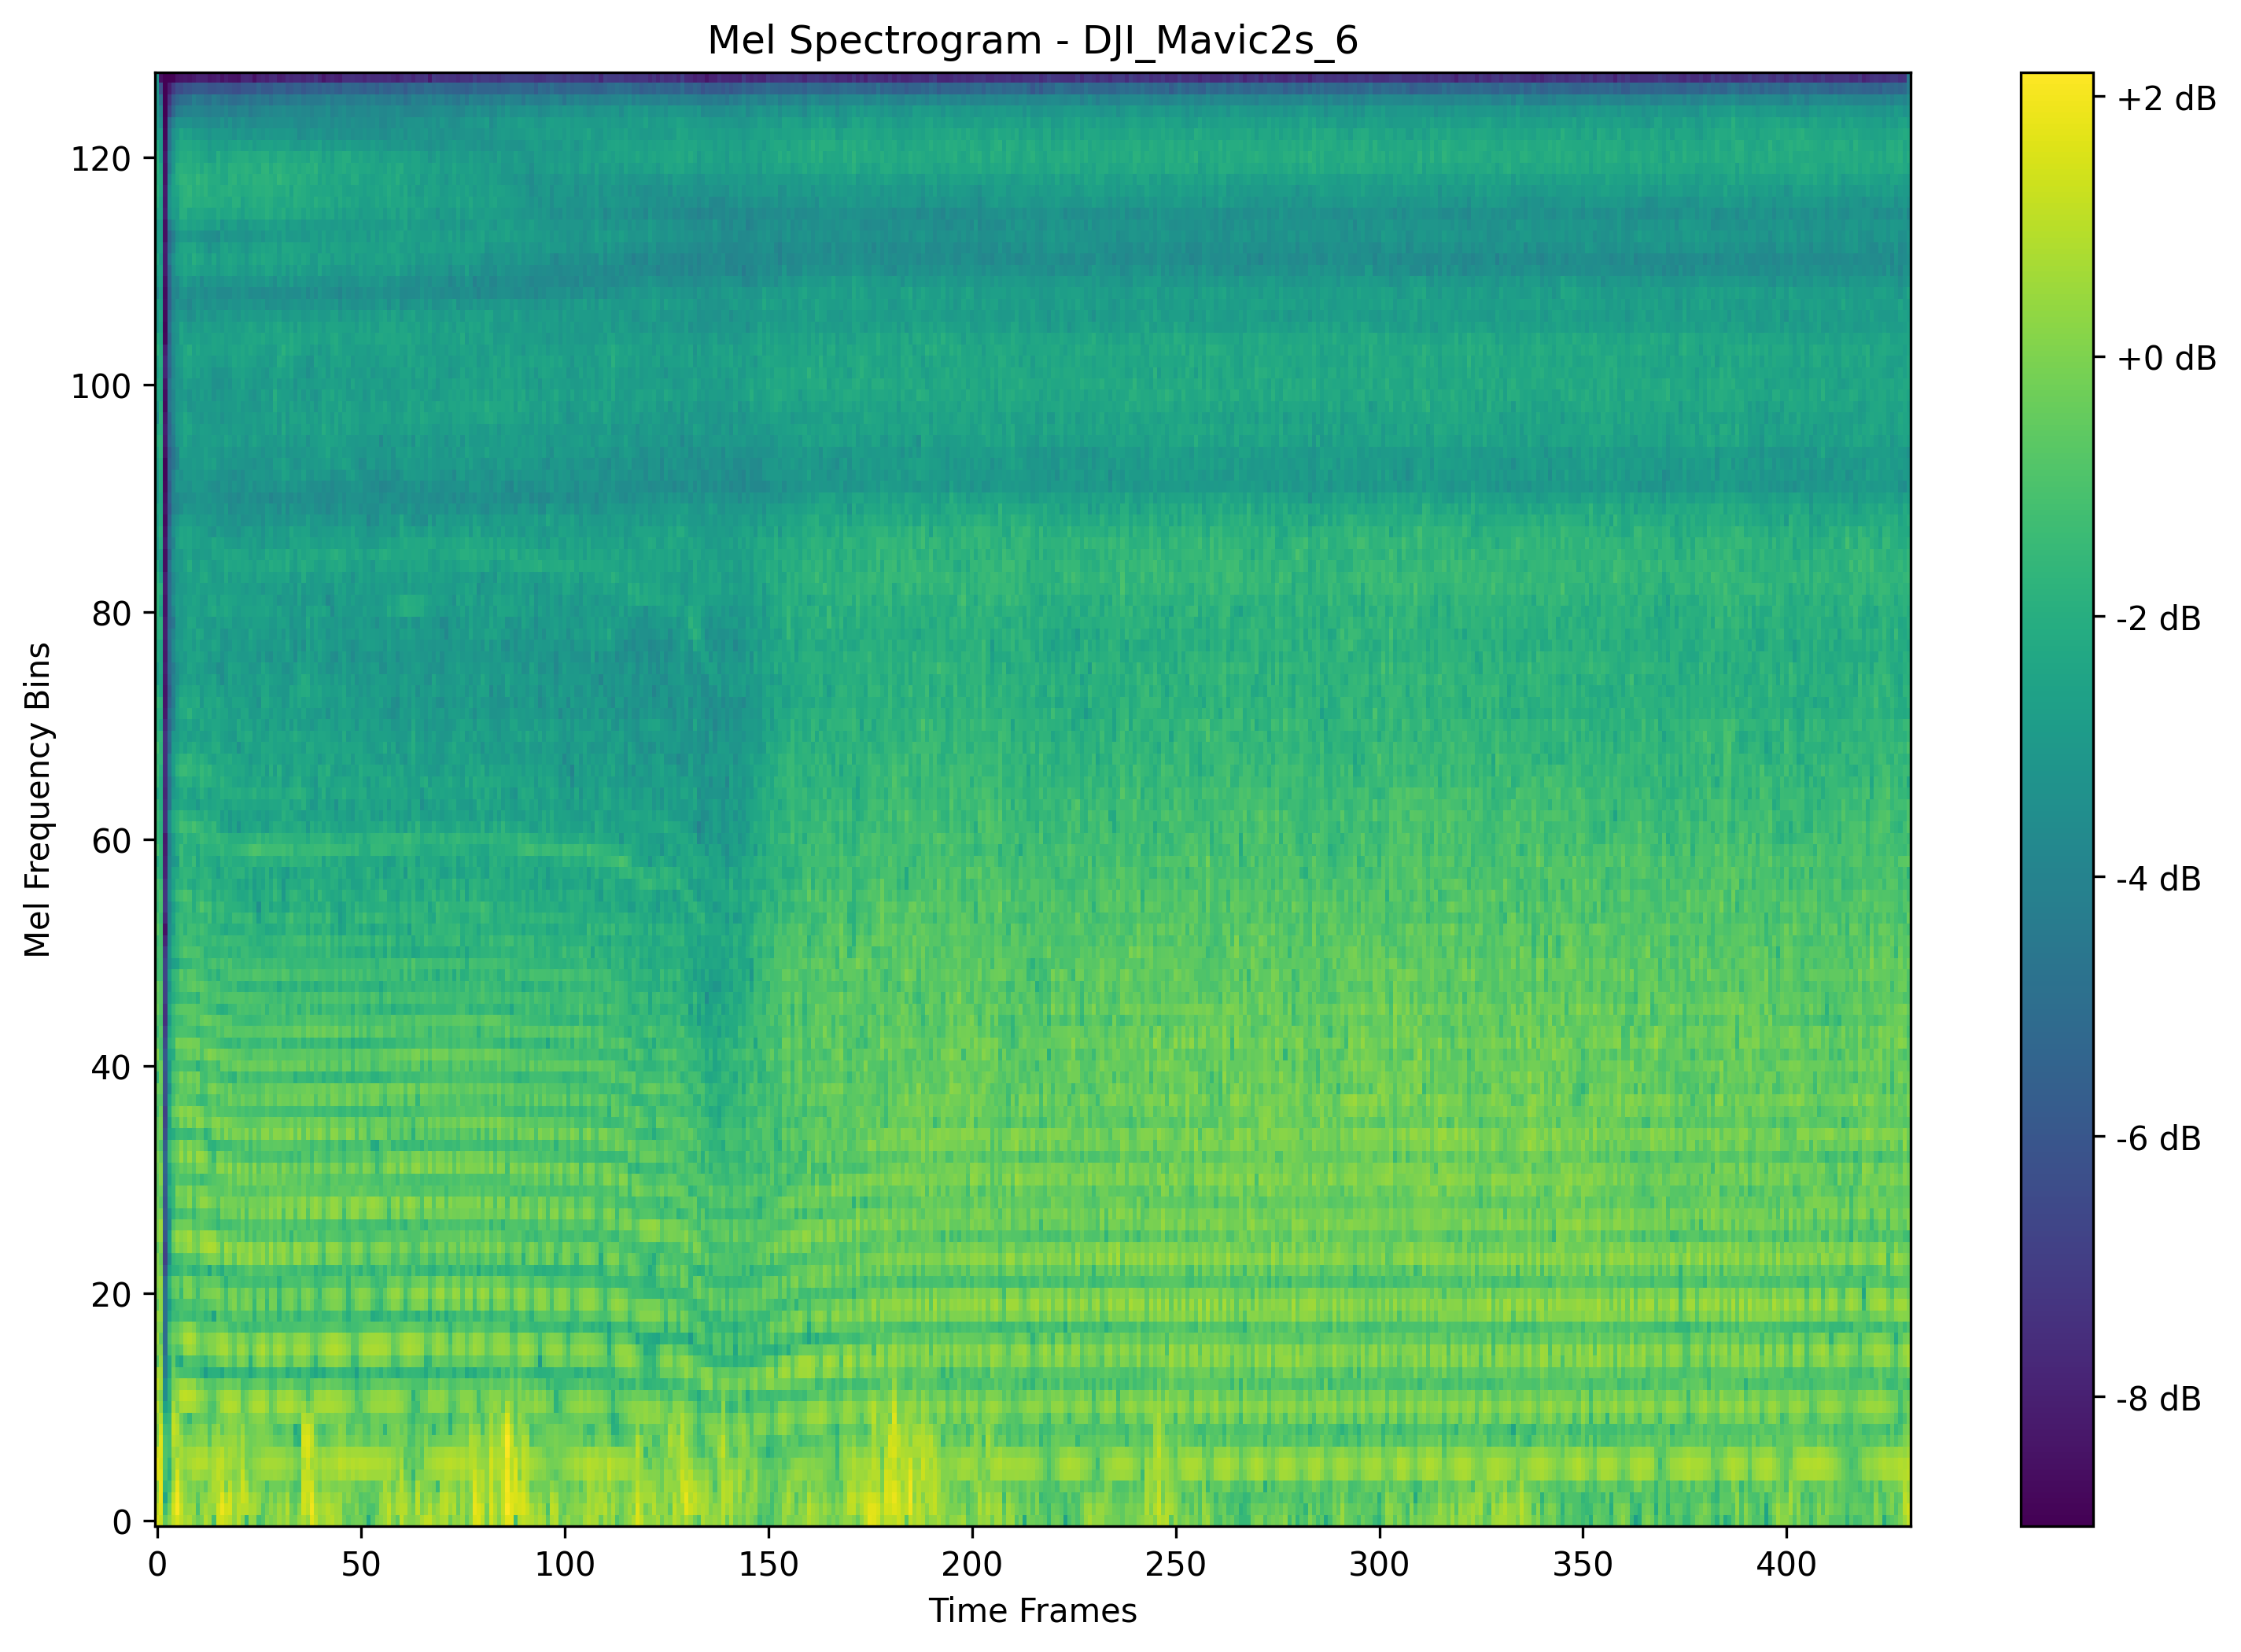 Mel Spectrogram - DJI_Mavic2s_6
Mel Frequency Bins
120
100
80
60
40
20
0
0 50 100 150 200 250 300 350 400
Time Frames
+2 dB
+0 dB
-2 dB
-4 dB
-6 dB
-8 dB